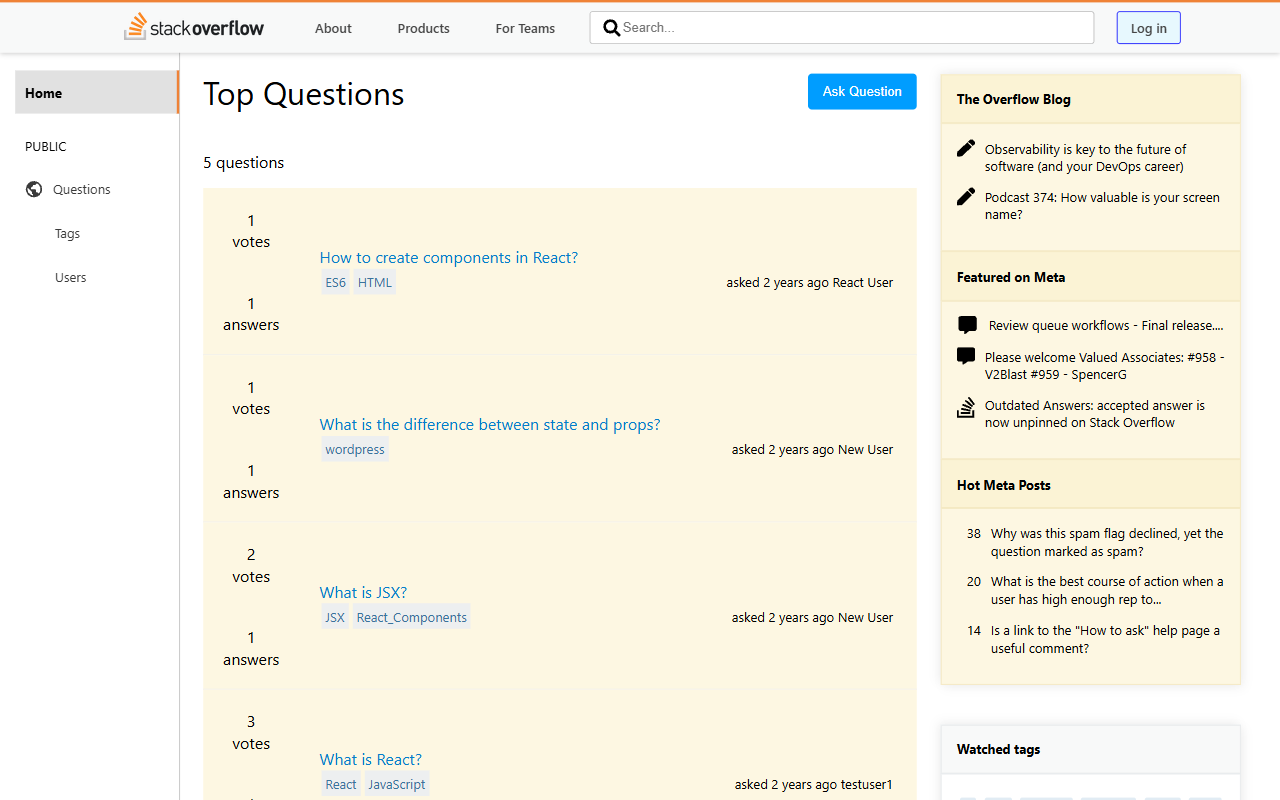 stackoverflow
About
Products
For Teams
Search...
Log in
Home
PUBLIC
Questions
Tags
Users
Top Questions
Ask Question
5 questions
1
votes
1
answers
How to create components in React?
ES6 HTML
asked 2 years ago React User
1
votes
1
answers
What is the difference between state and props?
wordpress
asked 2 years ago New User
2
votes
1
answers
What is JSX?
JSX React_Components
asked 2 years ago New User
3
votes
What is React?
React JavaScript
asked 2 years ago testuser1
The Overflow Blog
Observability is key to the future of
software (and your DevOps career)
Podcast 374: How valuable is your screen
name?
Featured on Meta
Review queue workflows - Final release....
Please welcome Valued Associates: #958 -
V2Blast #959 - SpencerG
Outdated Answers: accepted answer is
now unpinned on Stack Overflow
Hot Meta Posts
38 Why was this spam flag declined, yet the
question marked as spam?
20 What is the best course of action when a
user has high enough rep to...
14 Is a link to the "How to ask" help page a
useful comment?
Watched tags